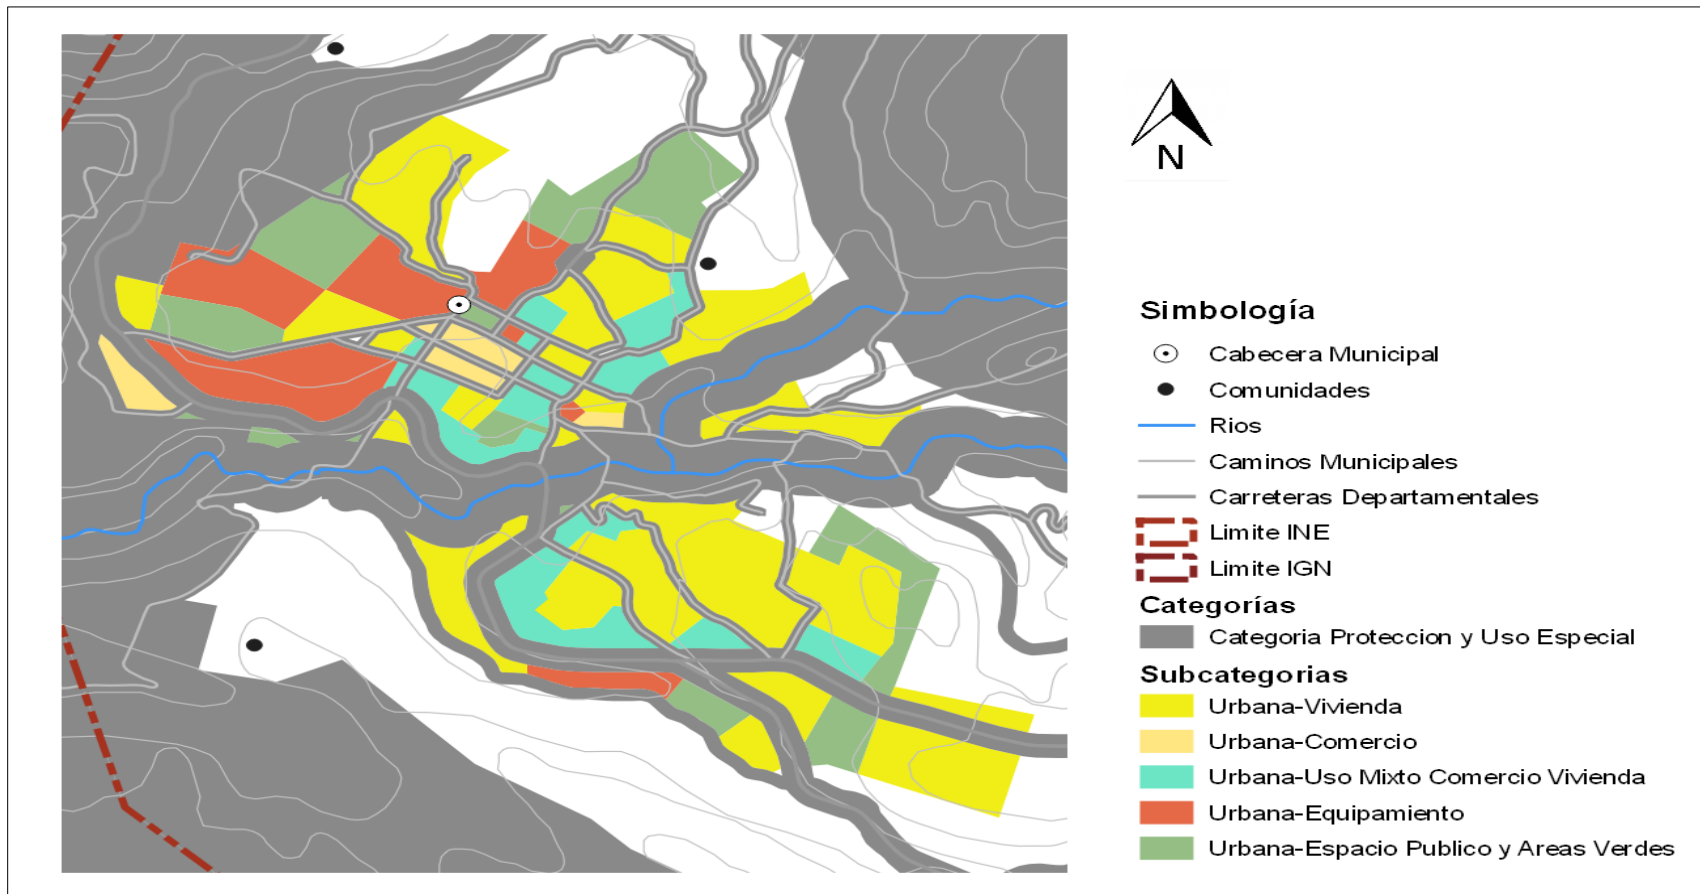 N
Simbología
Cabecera Municipal
Comunidades
Rios
Caminos Municipales
Carreteras Departamentales
Limite INE
Limite IGN
Categorías
Categoria Proteccion y Uso Especial
Subcategorias
Urbana-Vivienda
Urbana-Comercio
Urbana-Uso Mixto Comercio Vivienda
Urbana-Equipamiento
Urbana-Espacio Publico y Areas Verdes